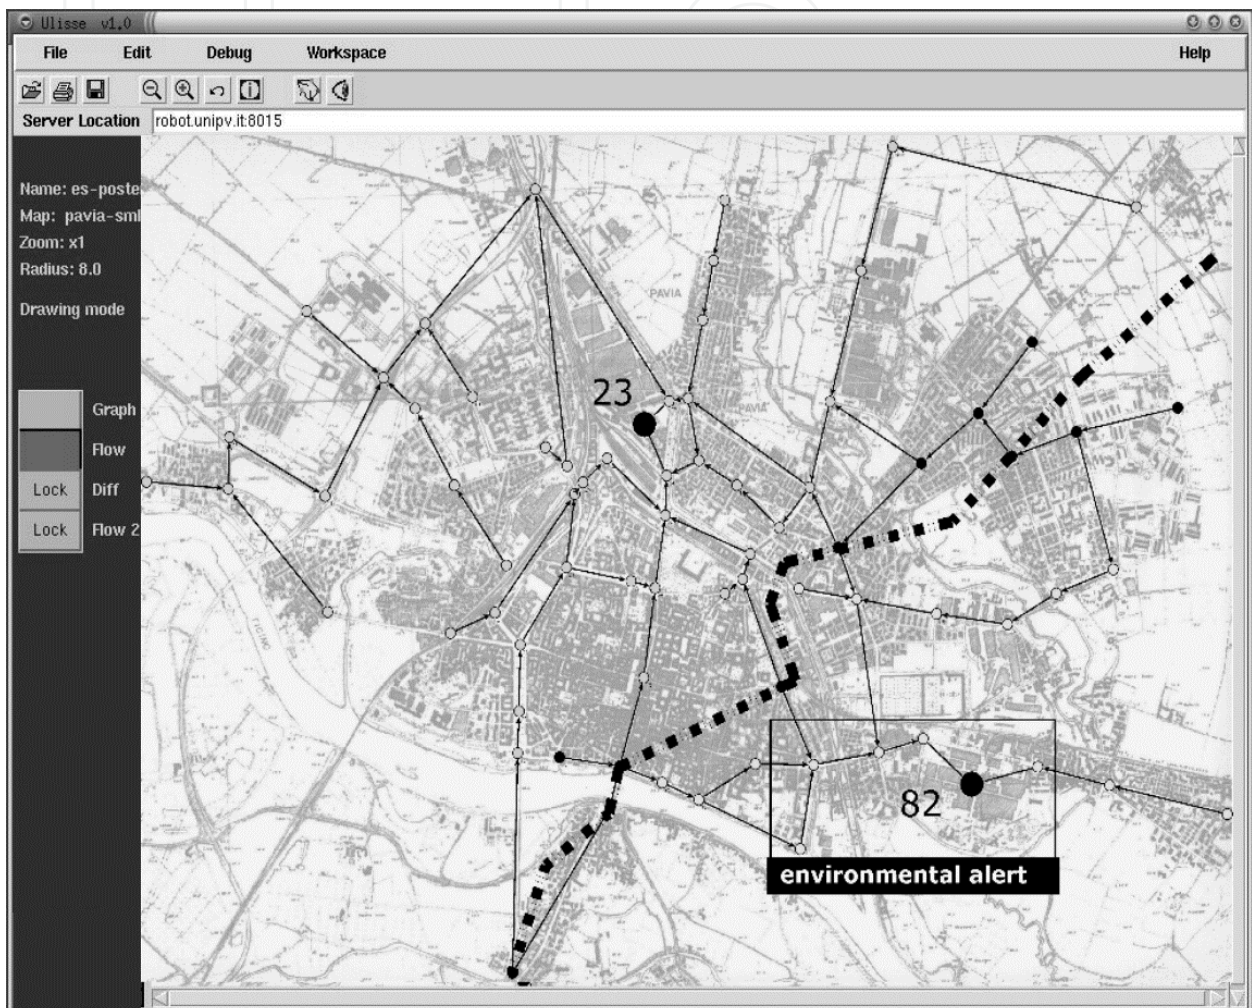 Ulisse v1.0
File Edit Debug Workspace Help
Server Location robot.unipv.it:8015
Name: es-poste
Map: pavia-sml
Zoom: x1
Radius: 8.0
Drawing mode
Graph
Flow
Lock Diff
Lock Flow 2
PAVIA
23
PAVIA
TICINO
82
environmental alert